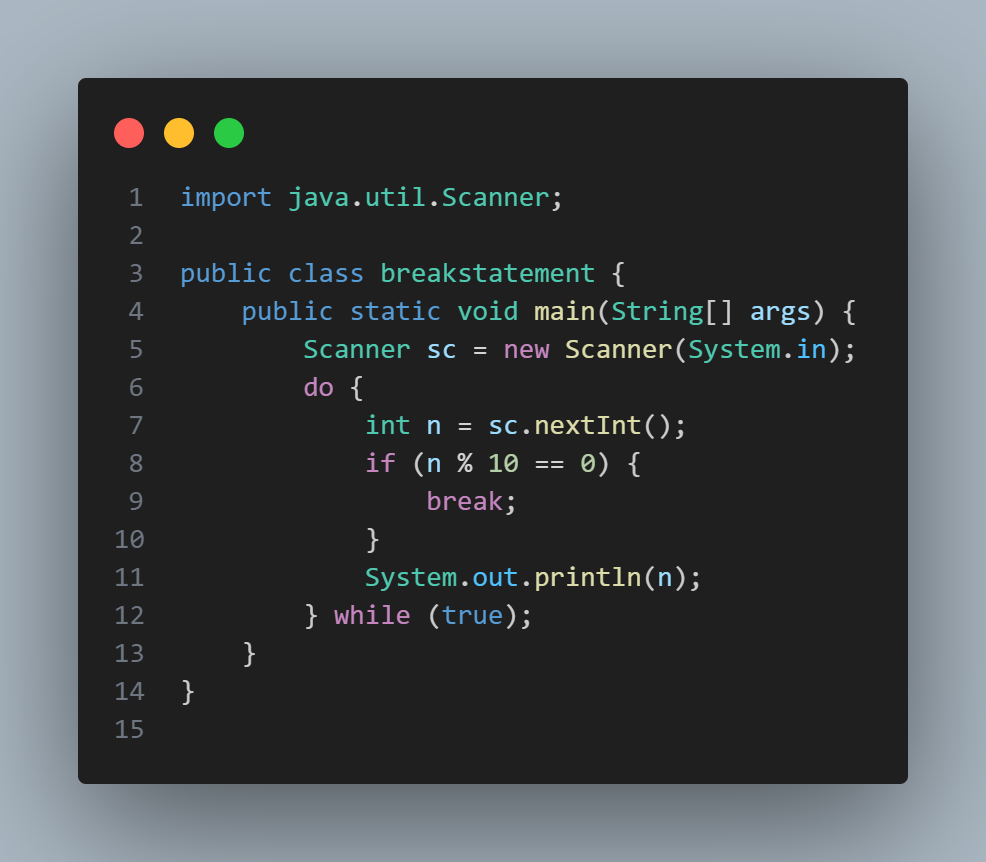 1 import java.util.Scanner;
2
3 public class breakstatement {
4     public static void main(String[] args) {
5         Scanner sc = new Scanner(System.in);
6         do {
7             int n = sc.nextInt();
8             if (n % 10 == 0) {
9                 break;
10             }
11             System.out.println(n);
12         } while (true);
13     }
14 }
15